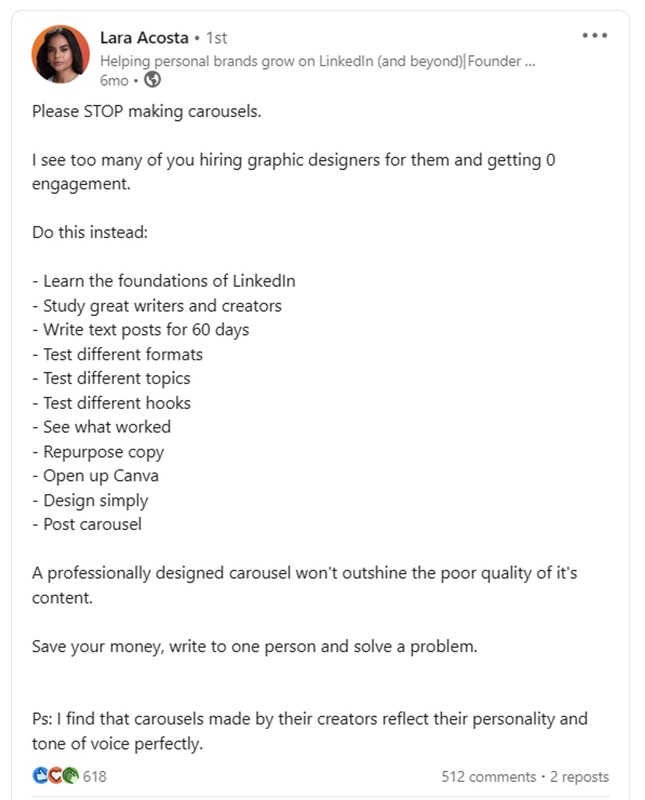 Lara Acosta • 1st
Helping personal brands grow on LinkedIn (and beyond)|Founder ...
6mo •
Please STOP making carousels.
I see too many of you hiring graphic designers for them and getting 0
engagement.
Do this instead:
- Learn the foundations of LinkedIn
- Study great writers and creators
- Write text posts for 60 days
- Test different formats
- Test different topics
- Test different hooks
- See what worked
- Repurpose copy
- Open up Canva
- Design simply
- Post carousel
A professionally designed carousel won't outshine the poor quality of it's
content.
Save your money, write to one person and solve a problem.
Ps: I find that carousels made by their creators reflect their personality and
tone of voice perfectly.
618 512 comments • 2 reposts